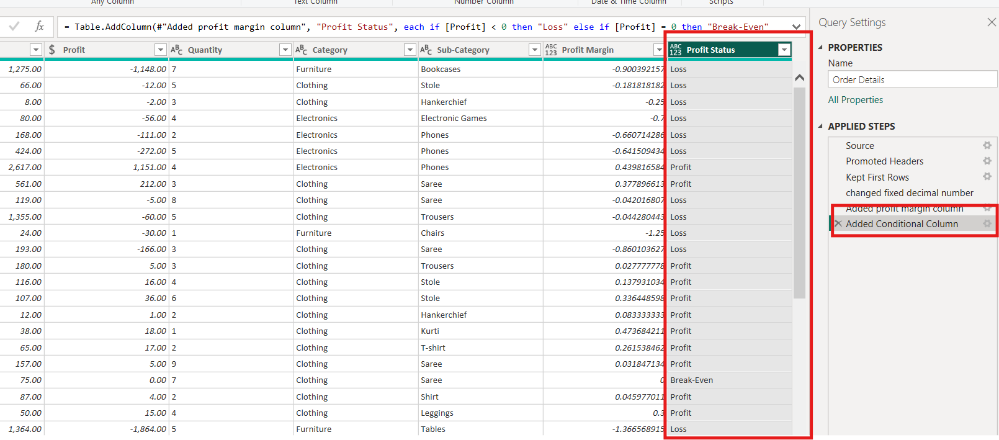 Any Column Text Column Number Column Date & Time Column Scripts
fx = Table.AddColumn(#"Added profit margin column", "Profit Status", each if [Profit] < 0 then "Loss" else if [Profit] = 0 then "Break-Even"
$ Profit ABC Quantity ABC Category ABC Sub-Category ABC 123 Profit Margin ABC 123 Profit Status
1,275.00 -1,148.00 7 Furniture Bookcases -0.900392157 Loss
66.00 -12.00 5 Clothing Stole -0.181818182 Loss
8.00 -2.00 3 Clothing Hankerchief -0.25 Loss
80.00 -56.00 4 Electronics Electronic Games -0.7 Loss
168.00 -111.00 2 Electronics Phones -0.660714286 Loss
424.00 -272.00 5 Electronics Phones -0.641509434 Loss
2,617.00 1,151.00 4 Electronics Phones 0.439816584 Profit
561.00 212.00 3 Clothing Saree 0.377896613 Profit
119.00 -5.00 8 Clothing Saree -0.042016807 Loss
1,355.00 -60.00 5 Clothing Trousers -0.044280443 Loss
24.00 -30.00 1 Furniture Chairs -1.25 Loss
193.00 -166.00 3 Clothing Saree -0.860103627 Loss
180.00 5.00 3 Clothing Trousers 0.027777778 Profit
116.00 16.00 4 Clothing Stole 0.137931034 Profit
107.00 36.00 6 Clothing Stole 0.336448598 Profit
12.00 1.00 2 Clothing Hankerchief 0.083333333 Profit
38.00 18.00 1 Clothing Kurti 0.473684211 Profit
65.00 17.00 2 Clothing T-shirt 0.261538462 Profit
157.00 5.00 9 Clothing Saree 0.031847134 Profit
75.00 0.00 7 Clothing Saree 0 Break-Even
87.00 4.00 2 Clothing Shirt 0.045977011 Profit
50.00 15.00 4 Clothing Leggings 0.3 Profit
1,364.00 -1,864.00 5 Furniture Tables -1.366568915 Loss
Query Settings
PROPERTIES
Name
Order Details
All Properties
APPLIED STEPS
Source
Promoted Headers
Kept First Rows
changed fixed decimal number
Added profit margin column
Added Conditional Column